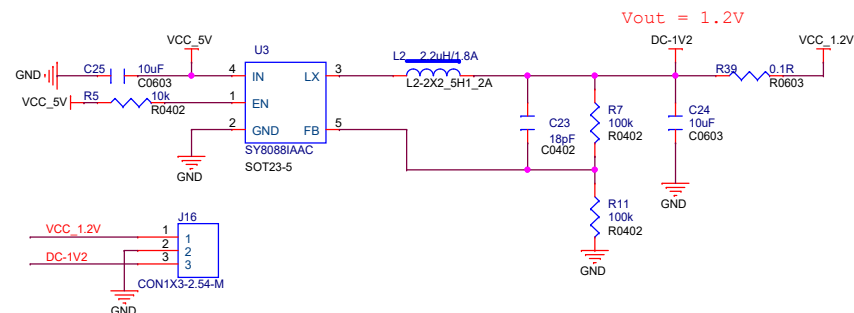 Vout = 1.2V
VCC_5V
DC-1V2
VCC_1.2V
U3
C25
10uF
C0603
GND
4
IN
LX
3
L2
2.2uH/1.8A
L2-2X2_5H1_2A
R39
0.1R
R0603
VCC_5V
R5
10k
R0402
1
EN
2
GND
FB
5
C23
18pF
C0402
R7
100k
R0402
C24
10uF
C0603
SY8088IAAC
SOT23-5
GND
GND
R11
100k
R0402
GND
J16
VCC_1.2V
1
1
2
2
DC-1V2
3
3
CON1X3-2.54-M
GND